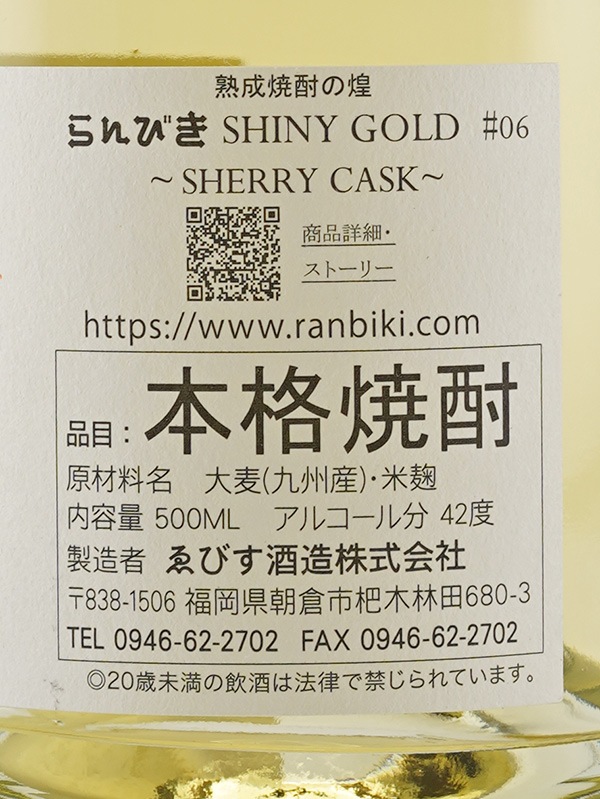 熟成焼酎の煌
らんびき SHINY GOLD #06
~ SHERRY CASK~
商品詳細・
ストーリー
https://www.ranbiki.com
品目：本格焼酎
原材料名 大麦(九州産)・米麹
内容量 500ML アルコール分 42度
製造者 ゑびす酒造株式会社
〒838-1506 福岡県朝倉市杷木林田680-3
TEL 0946-62-2702 FAX 0946-62-2702
◎20歳未満の飲酒は法律で禁じられています。